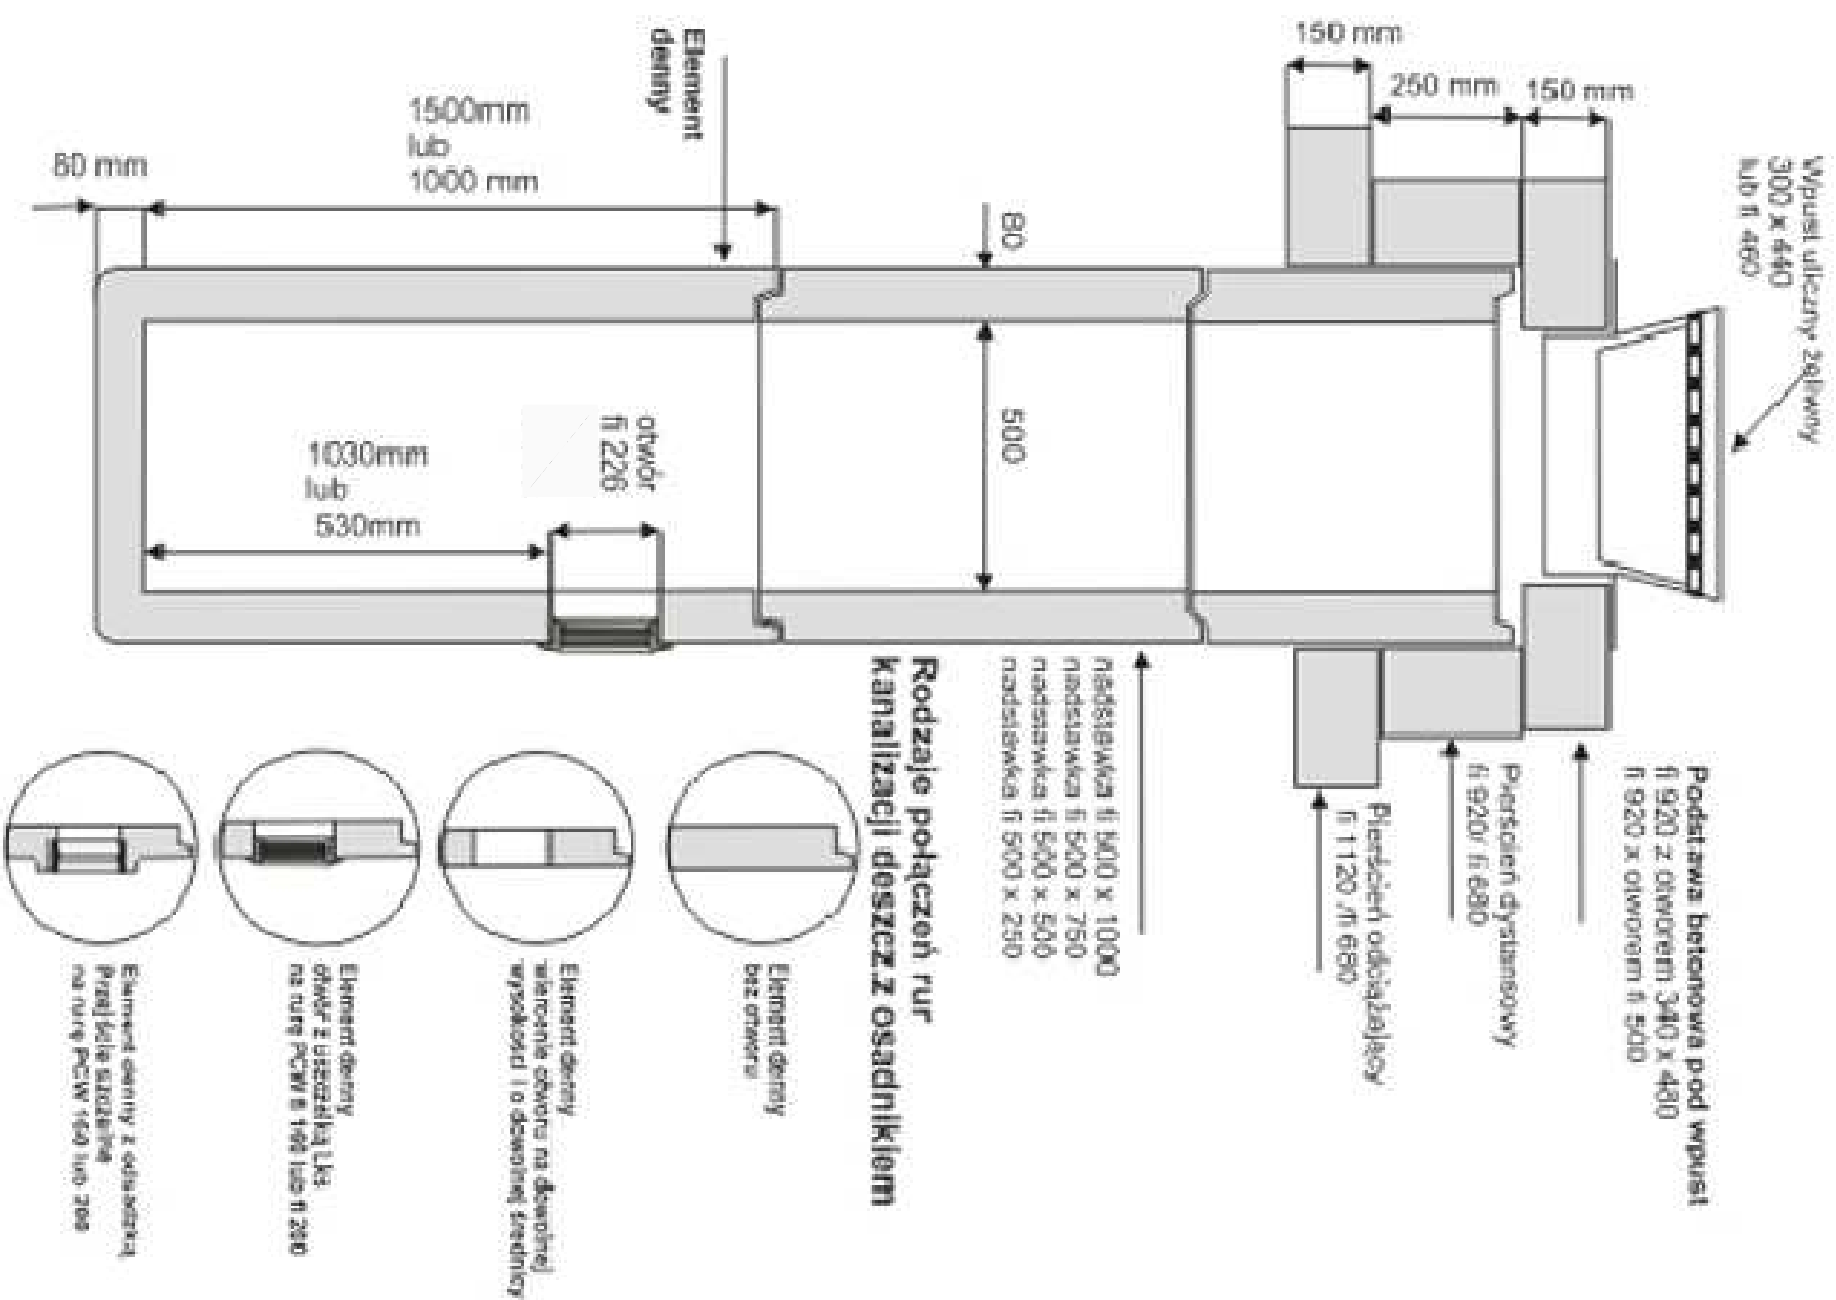 150 mm
250 mm
150 mm
Element
denny
1500mm
lub
1000 mm
80 mm
Wpust uliczny żeliwny
300 x 440
lub fi 460
80
500
otwór
fi 226
1030mm
lub
530mm
nadstawka fi 500 x 1000
nadstawka fi 500 x 750
nadstawka fi 500 x 500
nadstawka fi 500 x 250
Podstawa betonowa pod wpust
fi 920 z otworem 340 x 480
fi 920 x otworem fi 500
Pierścień dystansowy
fi 920/ fi 680
Pierścień odciążający
fi 1120 /fi 680
Rodzaje połączeń rur
kanalizacji deszcz.z osadnikiem
Element denny
bez otworu
Element denny
wiercenie otworu na dowolnej
wysokości i o dowolnej średnicy
Element denny
otwór z uszczelką
na rurę PCW fi 160 lub fi 200
Element denny z odsadzką
Przejście szczelne
na rurę PCW 160 lub 200